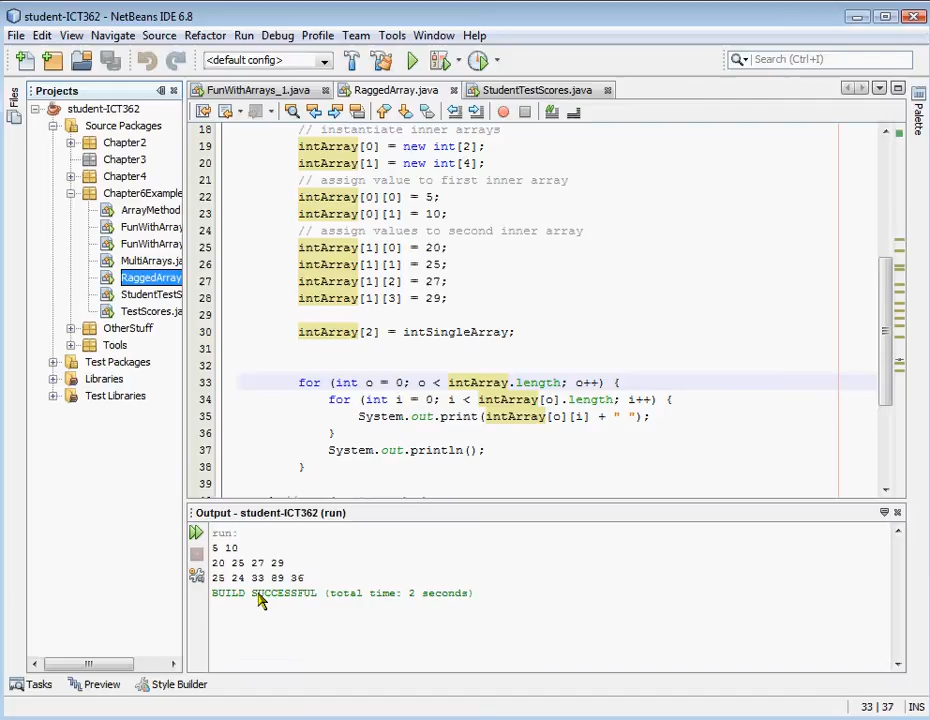 student-ICT362 - NetBeans IDE 6.8
File Edit View Navigate Source Refactor Run Debug Profile Team Tools Window Help
<default config>
Search (Ctrl+I)
Files
Projects
FunWithArrays_1.java
RaggedArray.java
StudentTestScores.java
Palette
student-ICT362
Source Packages
Chapter2
Chapter3
Chapter4
Chapter6Example
ArrayMethod
FunWithArray
FunWithArray
MultiArrays.ja
RaggedArray
StudentTestS
TestScores.ja
OtherStuff
Tools
Test Packages
Libraries
Test Libraries
18 // instantiate inner arrays
19 intArray[0] = new int[2];
20 intArray[1] = new int[4];
21 // assign value to first inner array
22 intArray[0][0] = 5;
23 intArray[0][1] = 10;
24 // assign values to second inner array
25 intArray[1][0] = 20;
26 intArray[1][1] = 25;
27 intArray[1][2] = 27;
28 intArray[1][3] = 29;
29
30 intArray[2] = intSingleArray;
31
32
33 for (int o = 0; o < intArray.length; o++) {
34 for (int i = 0; i < intArray[o].length; i++) {
35 System.out.print(intArray[o][i] + " ");
36 }
37 System.out.println();
38 }
39
Output - student-ICT362 (run)
run:
5 10
20 25 27 29
25 24 33 89 36
BUILD SUCCESSFUL (total time: 2 seconds)
Tasks Preview Style Builder
33 | 37 INS